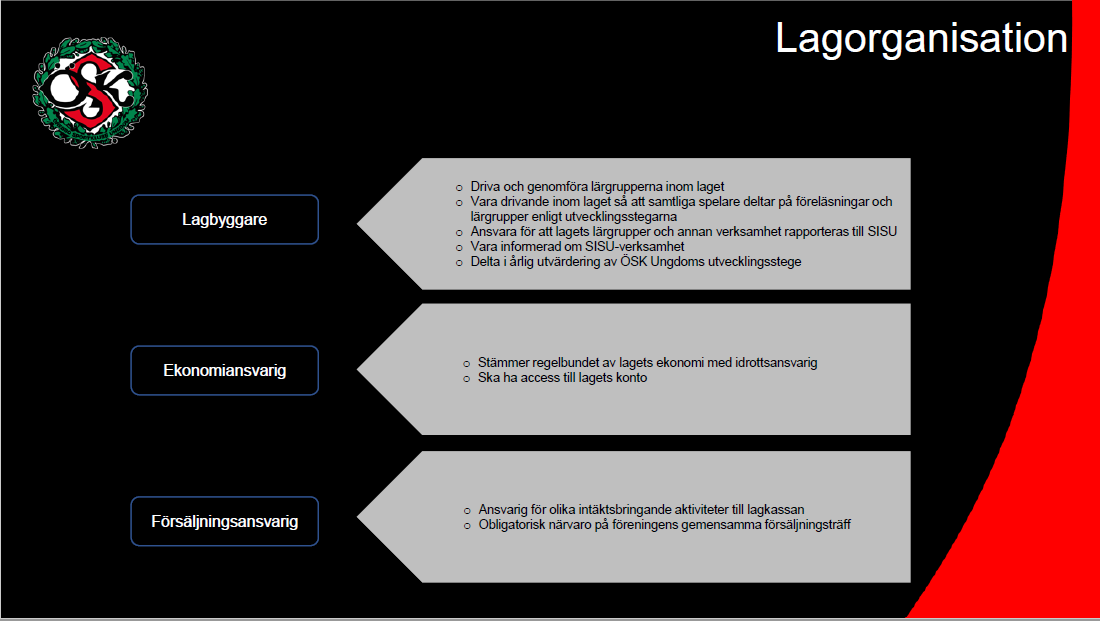 Lagorganisation
ÖSK
Lagbyggare
o Driva och genomföra lärgrupperna inom laget
o Vara drivande inom laget så att samtliga spelare deltar på föreläsningar och
lärgrupper enligt utvecklingsstegarna
o Ansvara för att lagets lärgrupper och annan verksamhet rapporteras till SISU
o Vara informerad om SISU-verksamhet
o Delta i årlig utvärdering av ÖSK Ungdoms utvecklingsstege
Ekonomiansvarig
o Stämmer regelbundet av lagets ekonomi med idrottsansvarig
o Ska ha access till lagets konto
Försäljningsansvarig
o Ansvarig för olika intäktsbringande aktiviteter till lagkassan
o Obligatorisk närvaro på föreningens gemensamma försäljningsträff